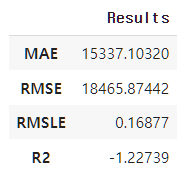 Results
MAE 15337.10320
RMSE 18465.87442
RMSLE 0.16877
R2 -1.22739